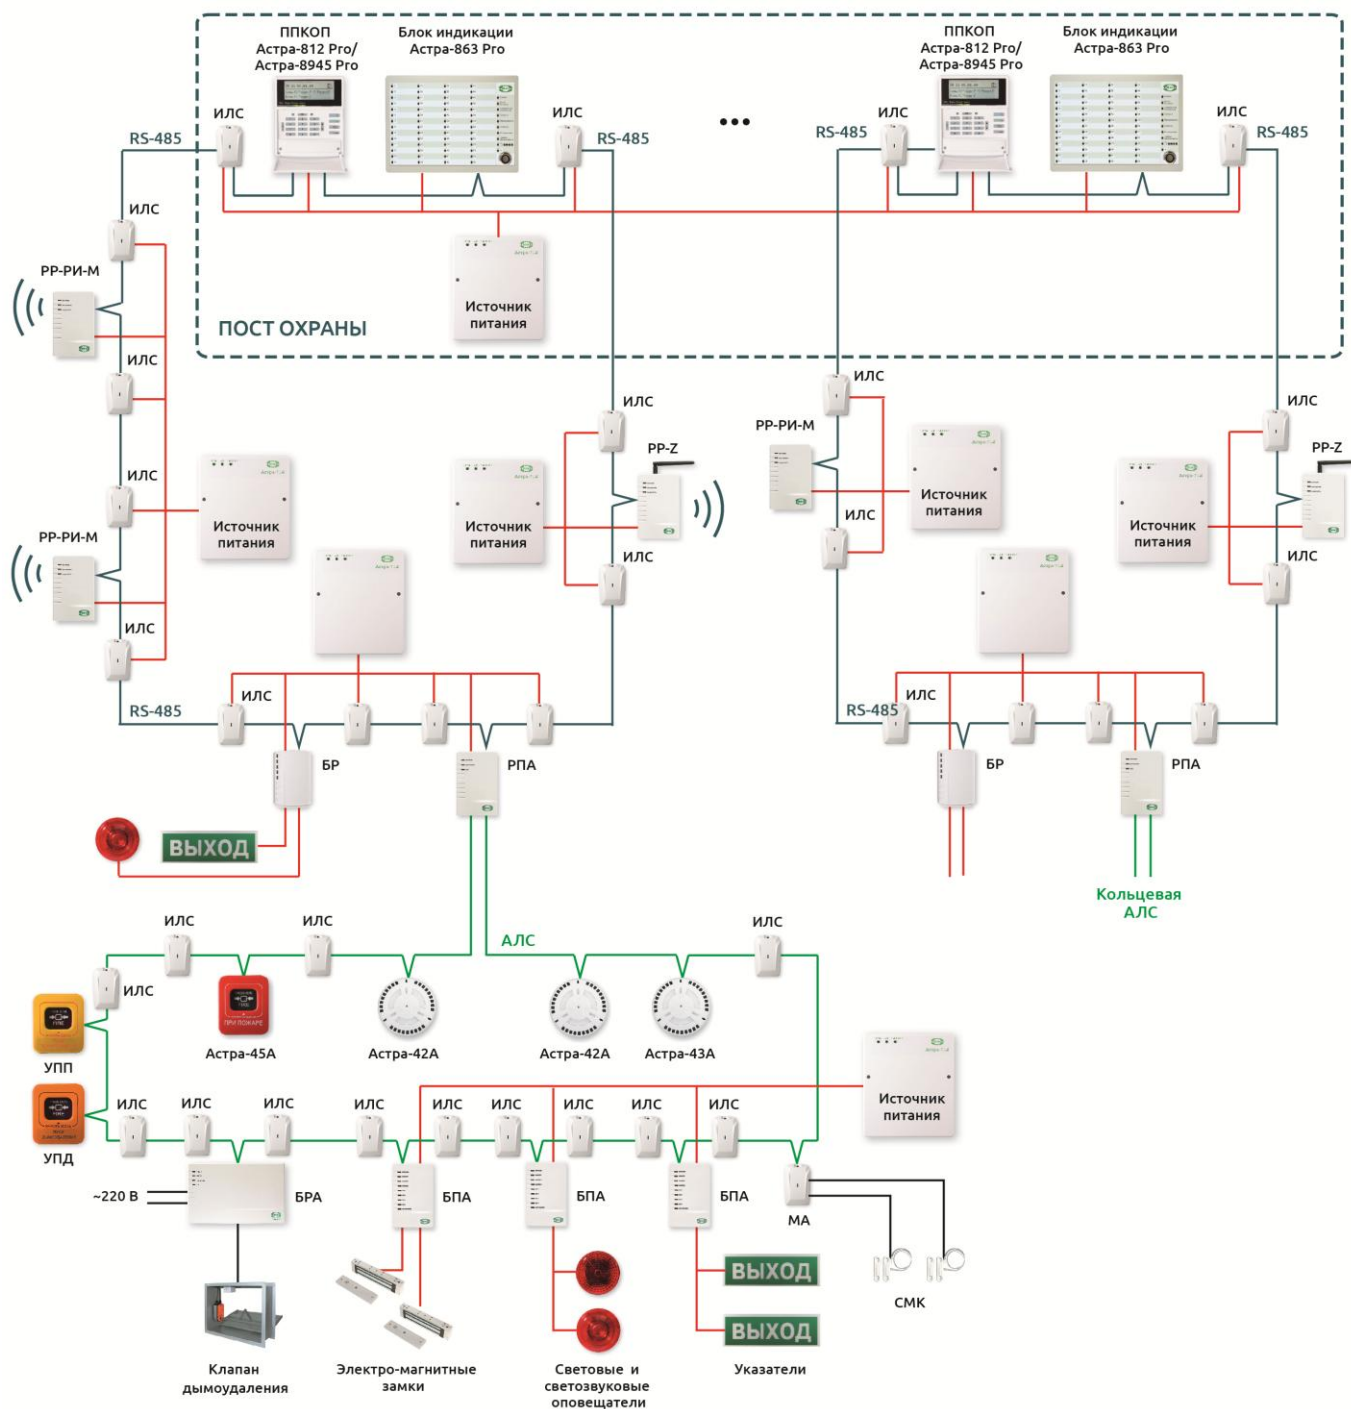 ППКОП
Астра-812 Pro/
Астра-8945 Pro
Блок индикации
Астра-863 Pro
ППКОП
Астра-812 Pro/
Астра-8945 Pro
Блок индикации
Астра-863 Pro
ИЛС
ИЛС
ИЛС
ИЛС
RS-485
RS-485
...
RS-485
RS-485
ИЛС
РР-РИ-М
Источник
питания
ПОСТ ОХРАНЫ
ИЛС
ИЛС
ИЛС
ИЛС
РР-РИ-М
РР-Z
РР-Z
ИЛС
Источник
питания
Источник
питания
Источник
питания
Источник
питания
РР-РИ-М
ИЛС
ИЛС
ИЛС
ИЛС
ИЛС
ИЛС
RS-485
RS-485
БР
РПА
БР
РПА
ВЫХОД
Кольцевая
АЛС
ИЛС
ИЛС
АЛС
ИЛС
ИЛС
ПРИ ПОЖАРЕ
Астра-45А
Астра-42А
Астра-42А
Астра-43А
УПП
Источник
питания
ИЛС
ИЛС
ИЛС
ИЛС
ИЛС
ИЛС
ИЛС
ИЛС
ИЛС
УПД
~220 В
БРА
БПА
БПА
БПА
МА
ВЫХОД
СМК
ВЫХОД
Клапан
дымоудаления
Электро-магнитные
замки
Световые и
светозвуковые
оповещатели
Указатели